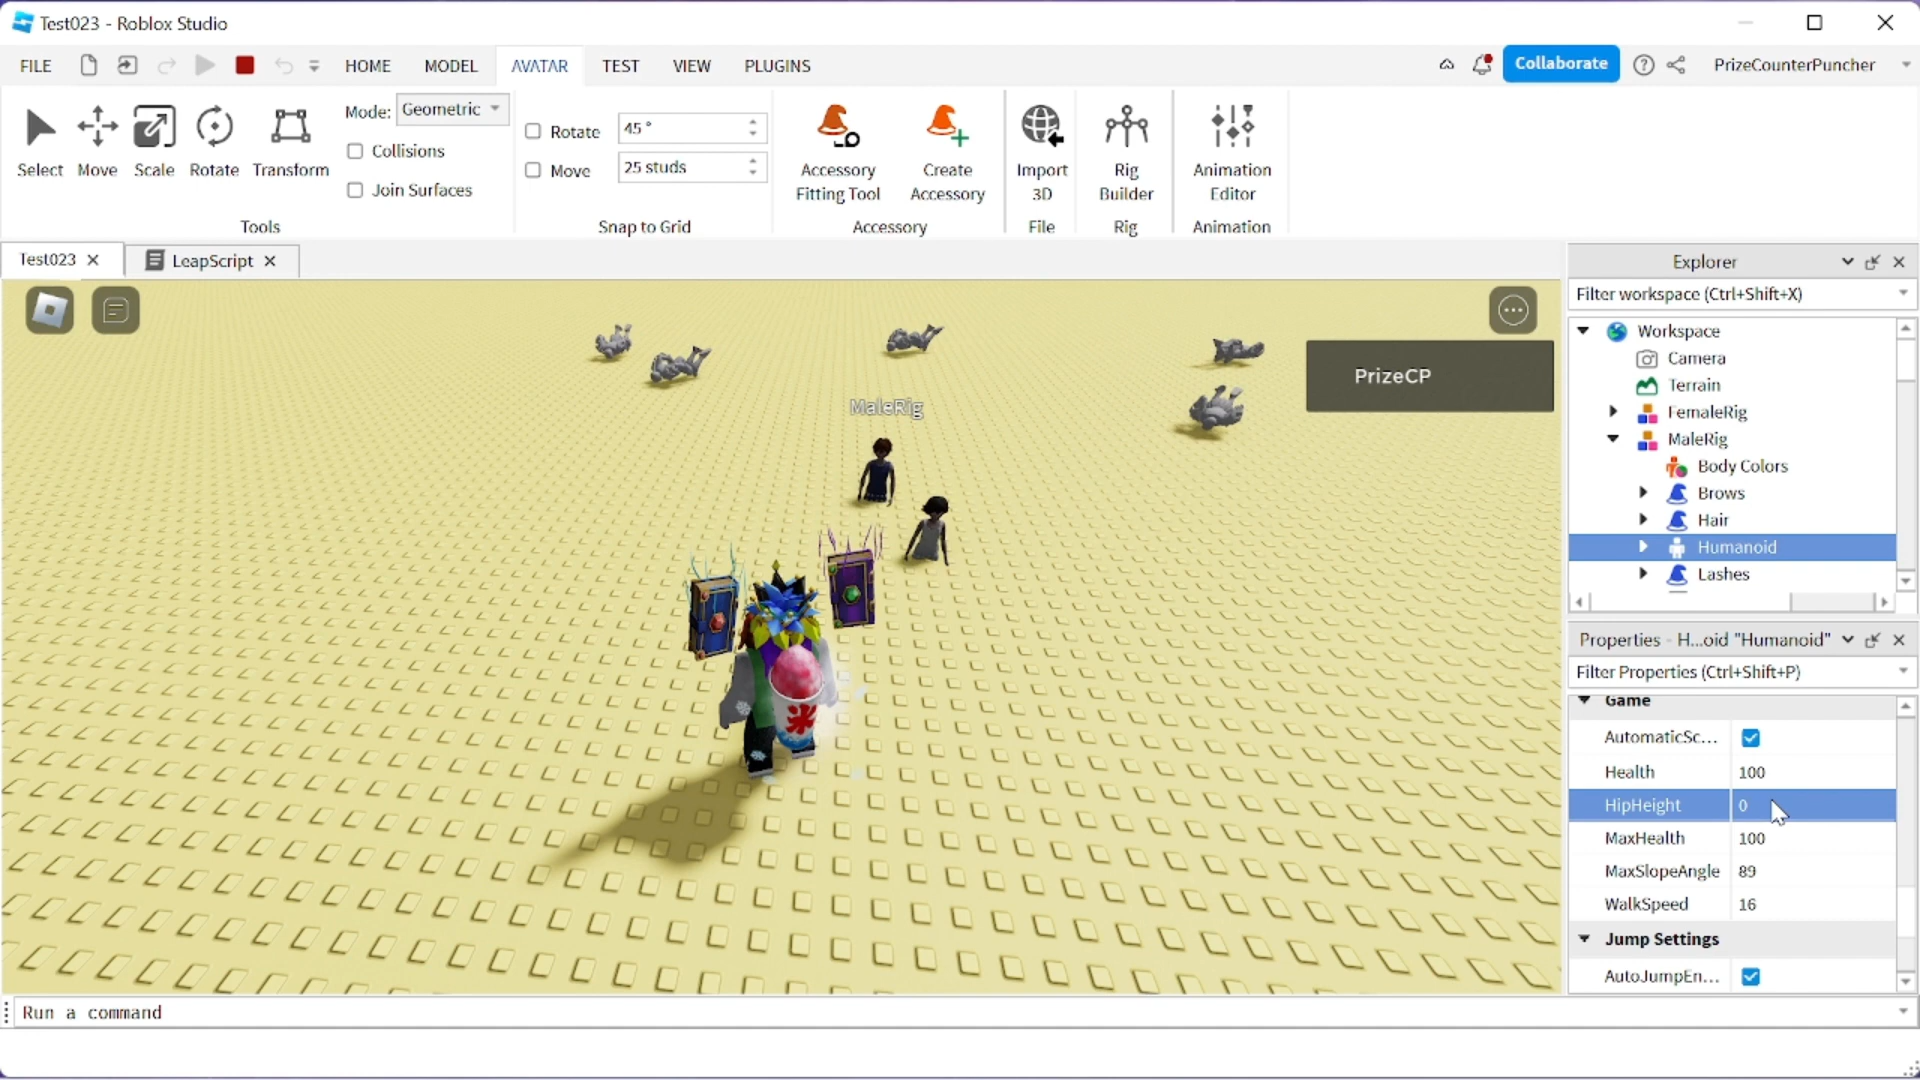 Test023 - Roblox Studio
FILE HOME MODEL AVATAR TEST VIEW PLUGINS Collaborate PrizeCounterPuncher
Select Move Scale Rotate Transform
Mode: Geometric
Collisions
Join Surfaces
Tools
Rotate 45 °
Move 25 studs
Snap to Grid
Accessory Fitting Tool
Create Accessory
Accessory
Import 3D
File
Rig Builder
Rig
Animation Editor
Animation
Test023
LeapScript
MaleRig
PrizeCP
氷
Explorer
Filter workspace (Ctrl+Shift+X)
Workspace
Camera
Terrain
FemaleRig
MaleRig
Body Colors
Brows
Hair
Humanoid
Lashes
Properties - H...oid "Humanoid"
Filter Properties (Ctrl+Shift+P)
Game
AutomaticSc...
Health 100
HipHeight 0
MaxHealth 100
MaxSlopeAngle 89
WalkSpeed 16
Jump Settings
AutoJumpEn...
Run a command